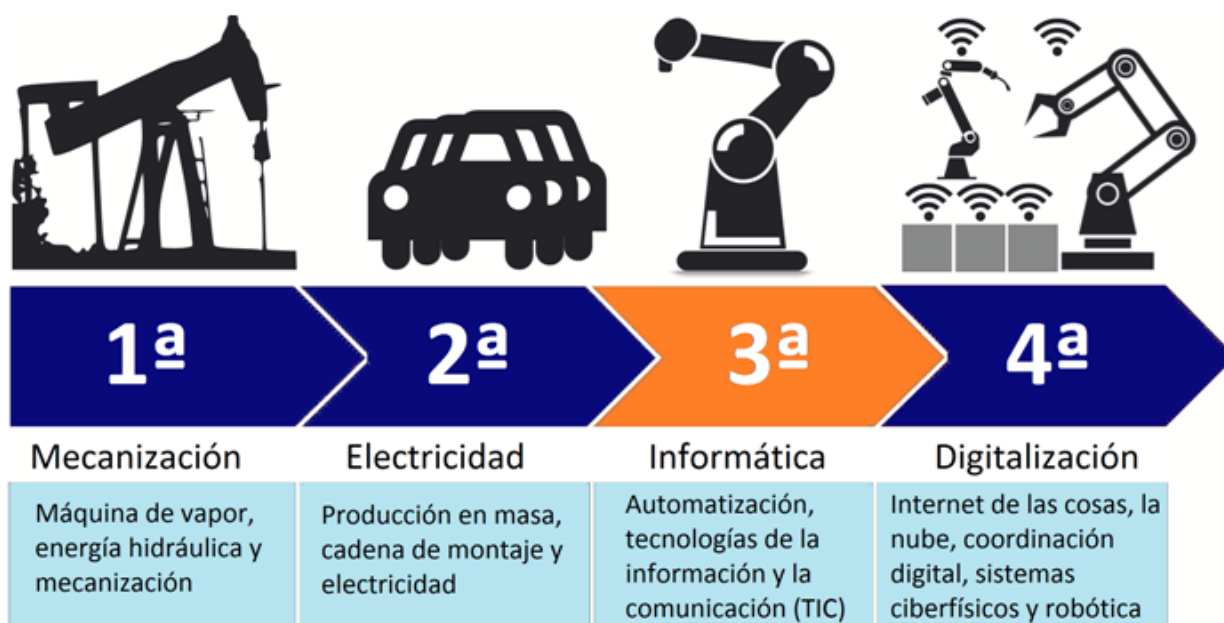 1ª
2ª
3ª
4ª
Mecanización
Electricidad
Informática
Digitalización
Máquina de vapor,
energía hidráulica y
mecanización
Producción en masa,
cadena de montaje y
electricidad
Automatización,
tecnologías de la
información y la
comunicación (TIC)
Internet de las cosas, la
nube, coordinación
digital, sistemas
ciberfísicos y robótica